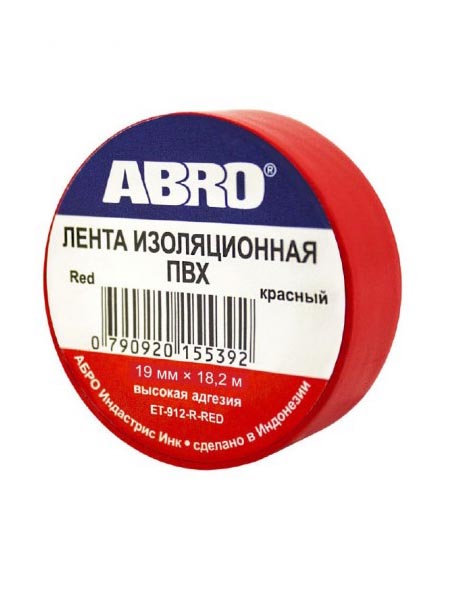 ABRO®
ЛЕНТА ИЗОЛЯЦИОННАЯ
ПВХ
Red
красный
0 790920 155392
19 мм × 18,2 м
высокая адгезия
ET-912-R-RED
АБРО Индастрис Инк • сделано в Индонезии